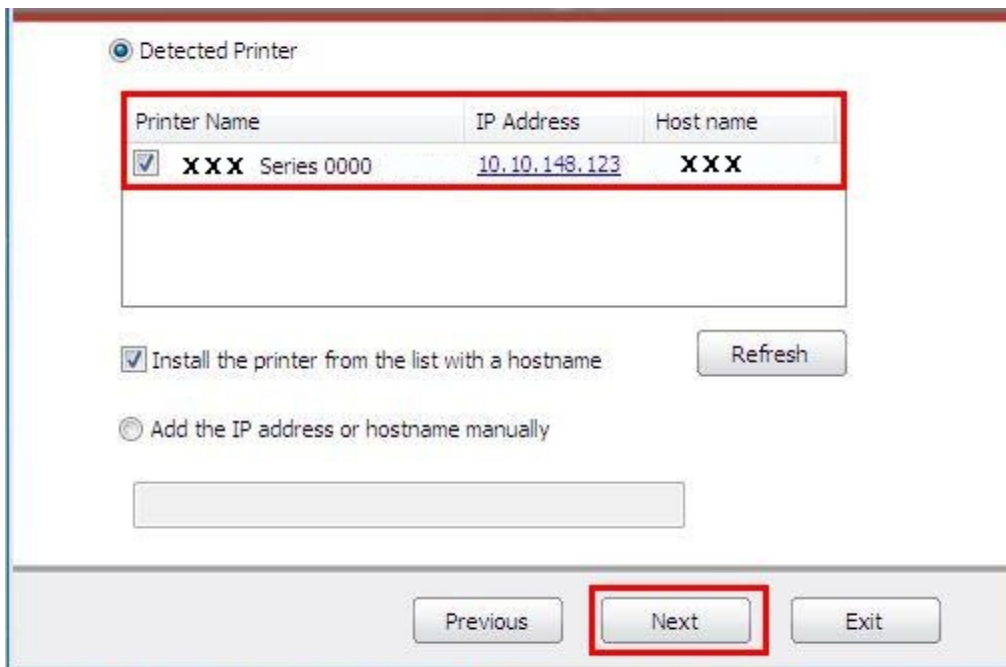 Detected Printer
Printer Name IP Address Host name
XXX Series 0000 10.10.148.123 XXX
Install the printer from the list with a hostname Refresh
Add the IP address or hostname manually
Previous Next Exit